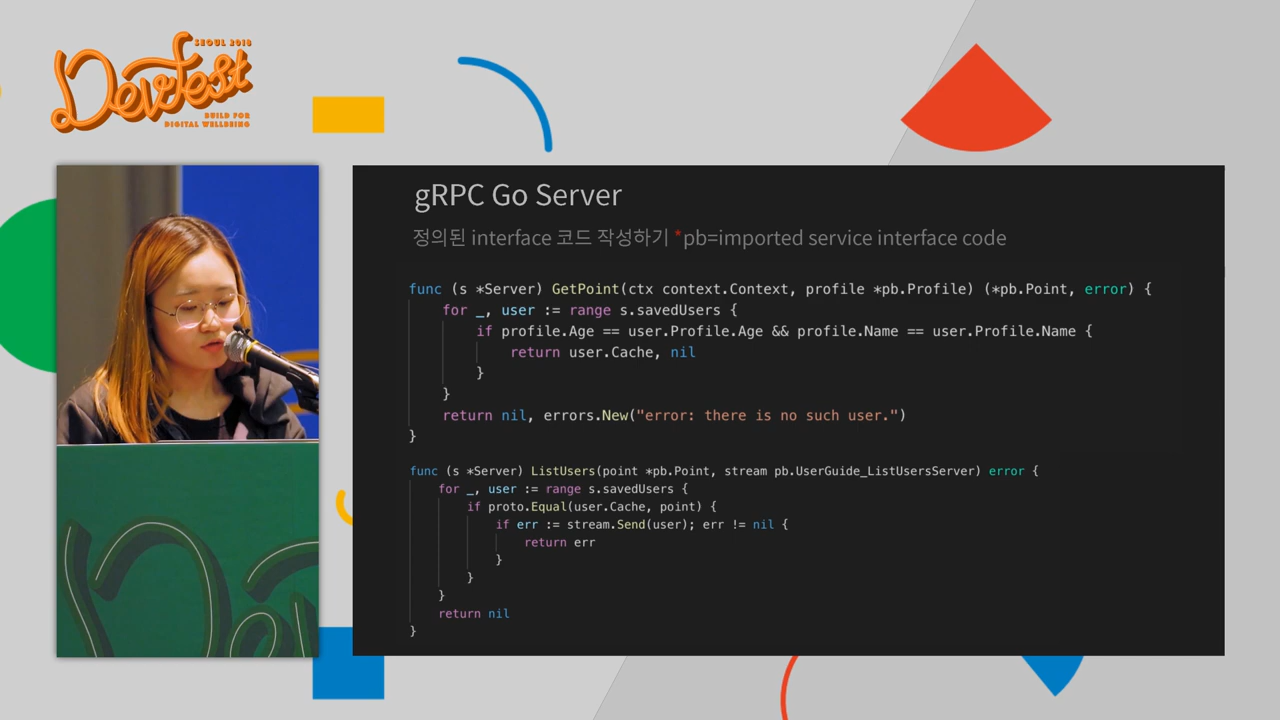 SEOUL 2018
DevFest
BUILD FOR
DIGITAL WELLBEING
gRPC Go Server
정의된 interface 코드 작성하기 *pb=imported service interface code
func (s *Server) GetPoint(ctx context.Context, profile *pb.Profile) (*pb.Point, error) {
for _, user := range s.savedUsers {
if profile.Age == user.Profile.Age && profile.Name == user.Profile.Name {
return user.Cache, nil
}
}
return nil, errors.New("error: there is no such user.")
}
func (s *Server) ListUsers(point *pb.Point, stream pb.UserGuide_ListUsersServer) error {
for _, user := range s.savedUsers {
if proto.Equal(user.Cache, point) {
if err := stream.Send(user); err != nil {
return err
}
}
}
return nil
}